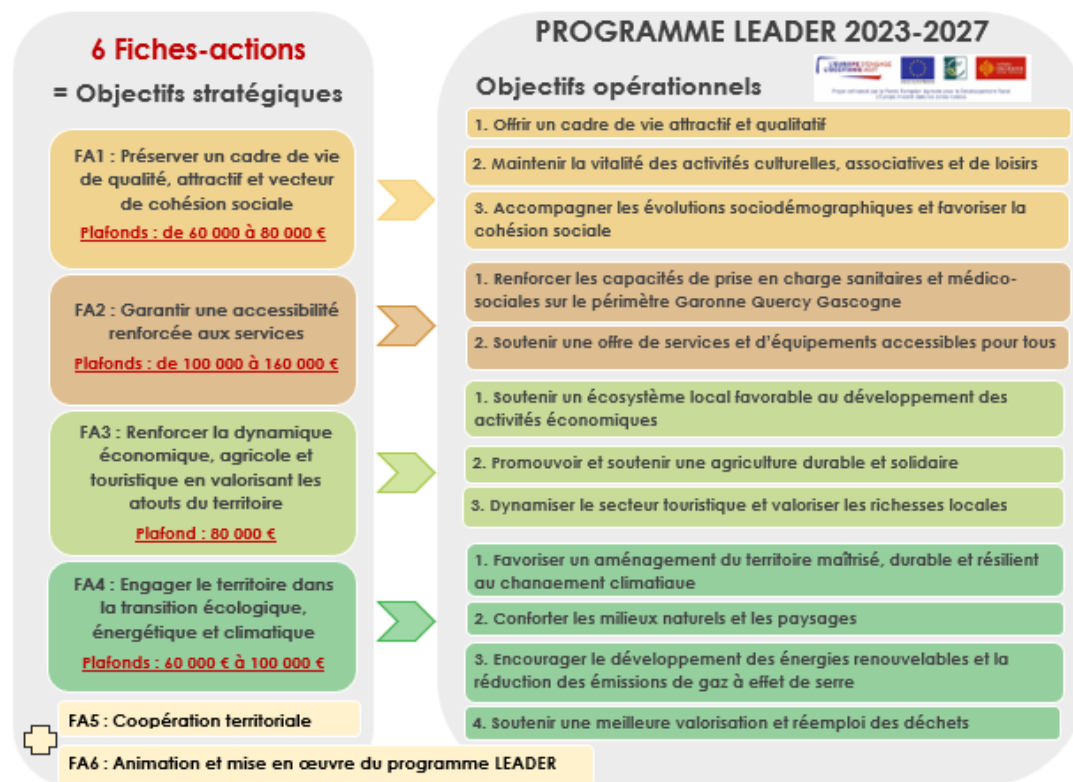 PROGRAMME LEADER 2023-2027
6 Fiches-actions
= Objectifs stratégiques
Objectifs opérationnels
FA1 : Préserver un cadre de vie
de qualité, attractif et vecteur
de cohésion sociale
Plafonds : de 60 000 à 80 000 €
1. Offrir un cadre de vie attractif et qualitatif
2. Maintenir la vitalité des activités culturelles, associatives et de loisirs
3. Accompagner les évolutions sociodémographiques et favoriser la
cohésion sociale
FA2 : Garantir une accessibilité
renforcée aux services
Plafonds : de 100 000 à 160 000 €
1. Renforcer les capacités de prise en charge sanitaires et médico-
sociales sur le périmètre Garonne Quercy Gascogne
2. Soutenir une offre de services et d'équipements accessibles pour tous
FA3 : Renforcer la dynamique
économique, agricole et
touristique en valorisant les
atouts du territoire
Plafond : 80 000 €
1. Soutenir un écosystème local favorable au développement des
activités économiques
2. Promouvoir et soutenir une agriculture durable et solidaire
3. Dynamiser le secteur touristique et valoriser les richesses locales
FA4 : Engager le territoire dans
la transition écologique,
énergétique et climatique
Plafonds : 60 000 € à 100 000 €
1. Favoriser un aménagement du territoire maîtrisé, durable et résilient
au changement climatique
2. Conforter les milieux naturels et les paysages
3. Encourager le développement des énergies renouvelables et la
réduction des émissions de gaz à effet de serre
4. Soutenir une meilleure valorisation et réemploi des déchets
FA5 : Coopération territoriale
FA6 : Animation et mise en œuvre du programme LEADER